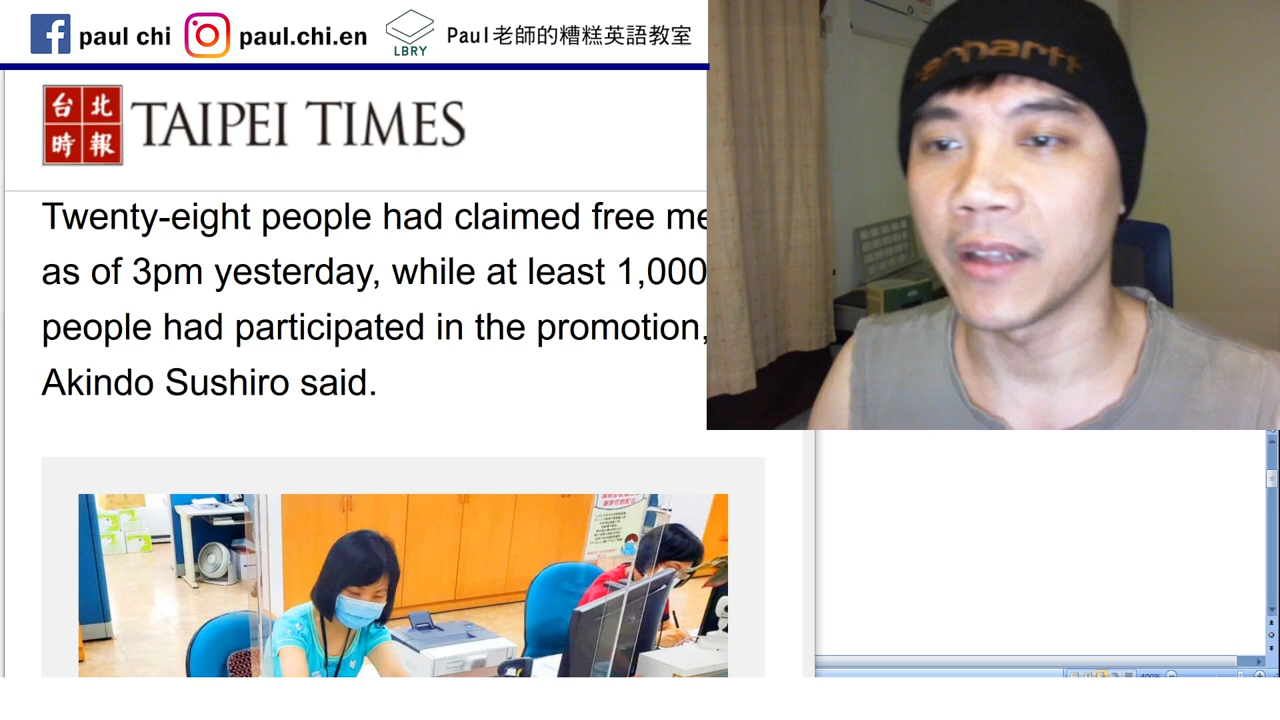 paul chi paul.chi.en LBRY Paul老師的糟糕英語教室
台北時報 TAIPEI TIMES
carhartt
Twenty-eight people had claimed free me
as of 3pm yesterday, while at least 1,000
people had participated in the promotion,
Akindo Sushiro said.
400%